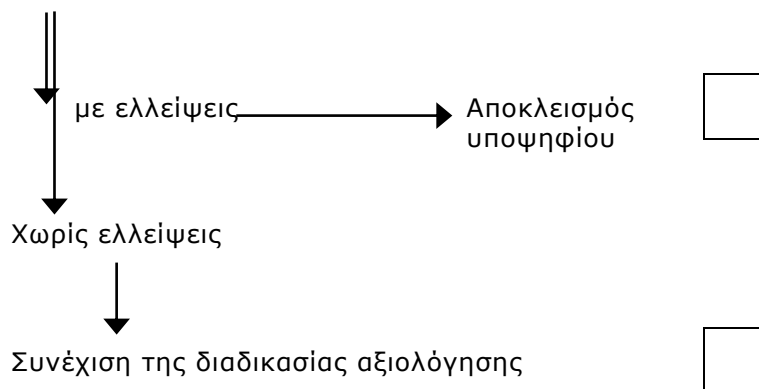 με ελλείψεις
Αποκλεισμός
υποψηφίου
Χωρίς ελλείψεις
Συνέχιση της διαδικασίας αξιολόγησης